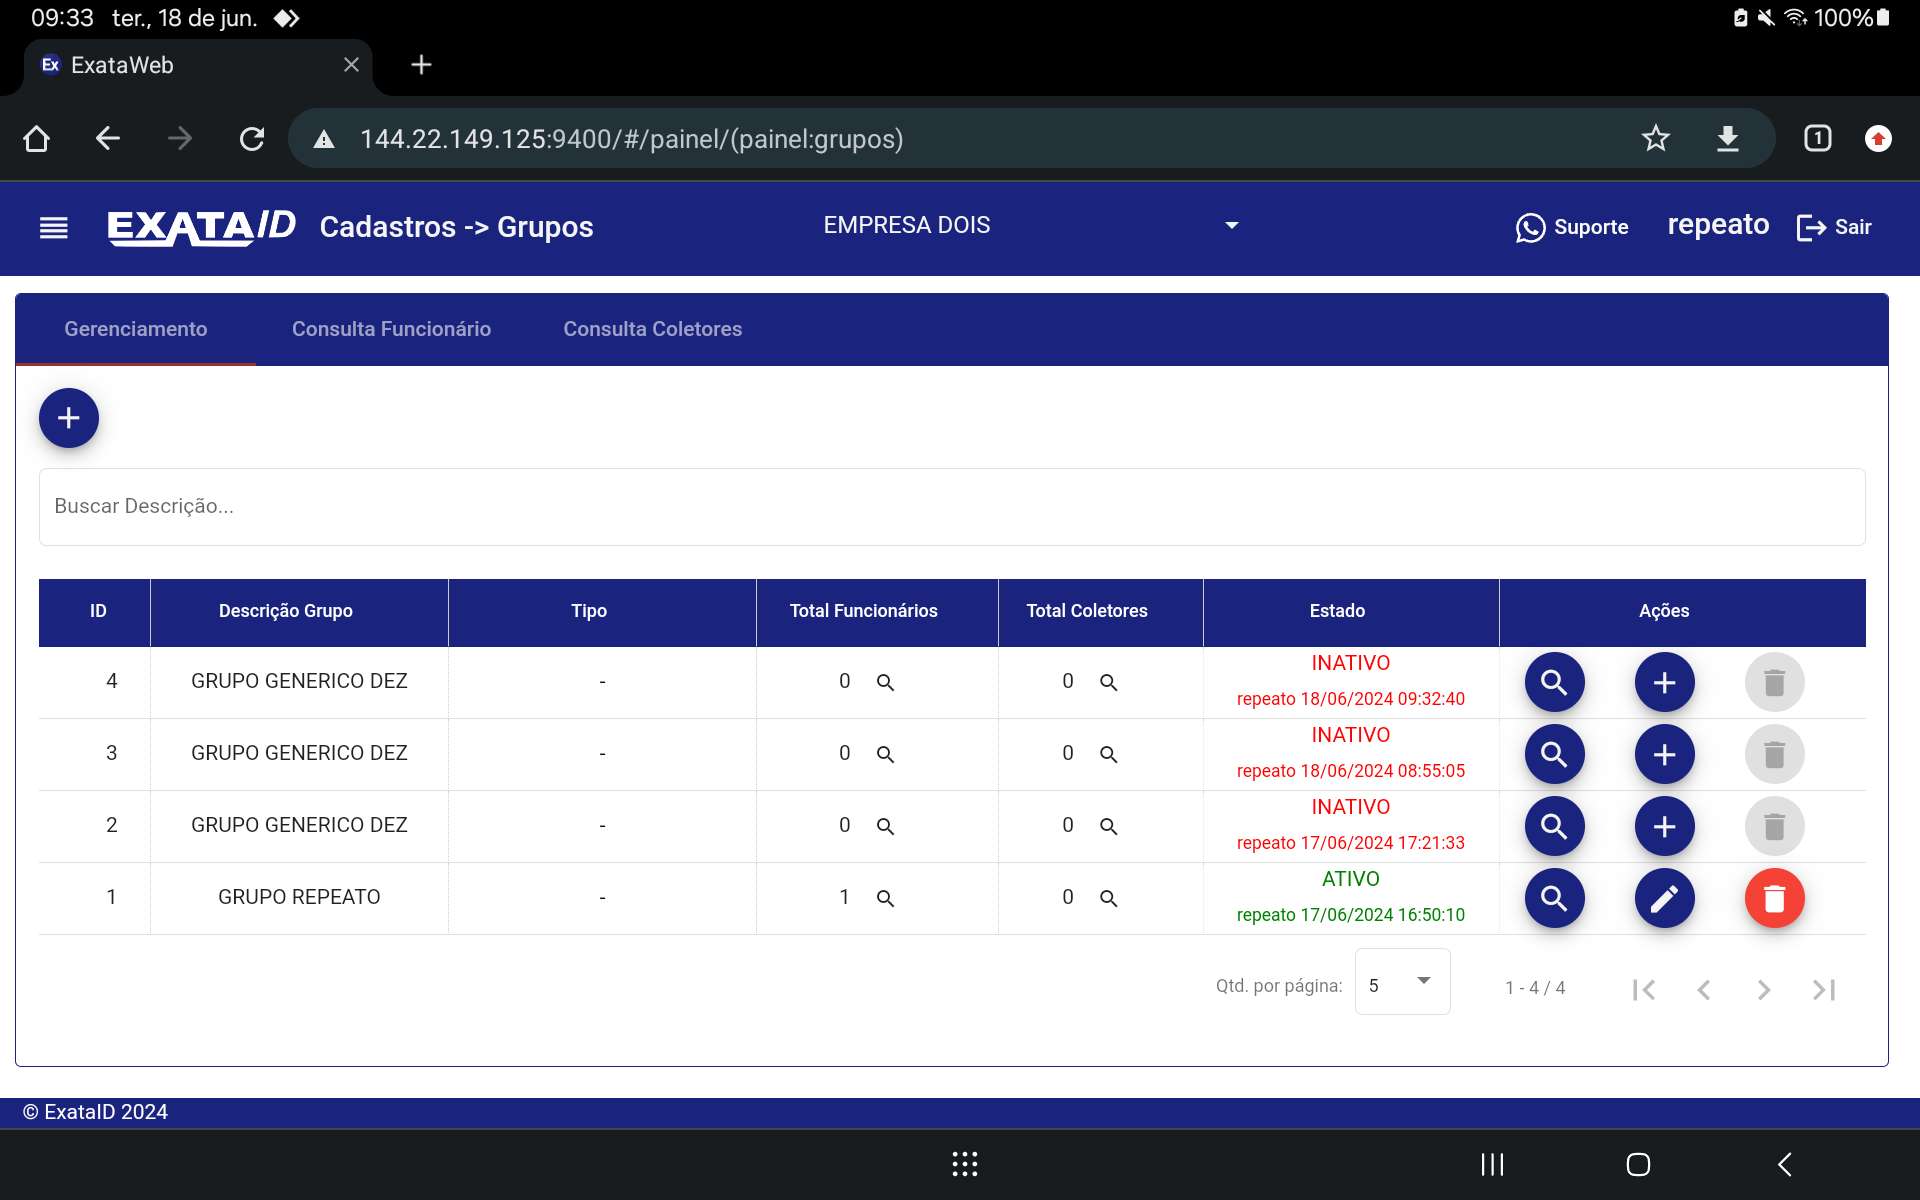 09:33 ter., 18 de jun. 100%
Ex ExataWeb
144.22.149.125:9400/#/painel/(painel:grupos) 1
EXATAID Cadastros -> Grupos EMPRESA DOIS Suporte repeato Sair
Gerenciamento Consulta Funcionário Consulta Coletores
Buscar Descrição...
ID Descrição Grupo Tipo Total Funcionários Total Coletores Estado Ações
4 GRUPO GENERICO DEZ - 0 0 INATIVO
repeato 18/06/2024 09:32:40
3 GRUPO GENERICO DEZ - 0 0 INATIVO
repeato 18/06/2024 08:55:05
2 GRUPO GENERICO DEZ - 0 0 INATIVO
repeato 17/06/2024 17:21:33
1 GRUPO REPEATO - 1 0 ATIVO
repeato 17/06/2024 16:50:10
Qtd. por página: 5 1 - 4 / 4
© ExataID 2024